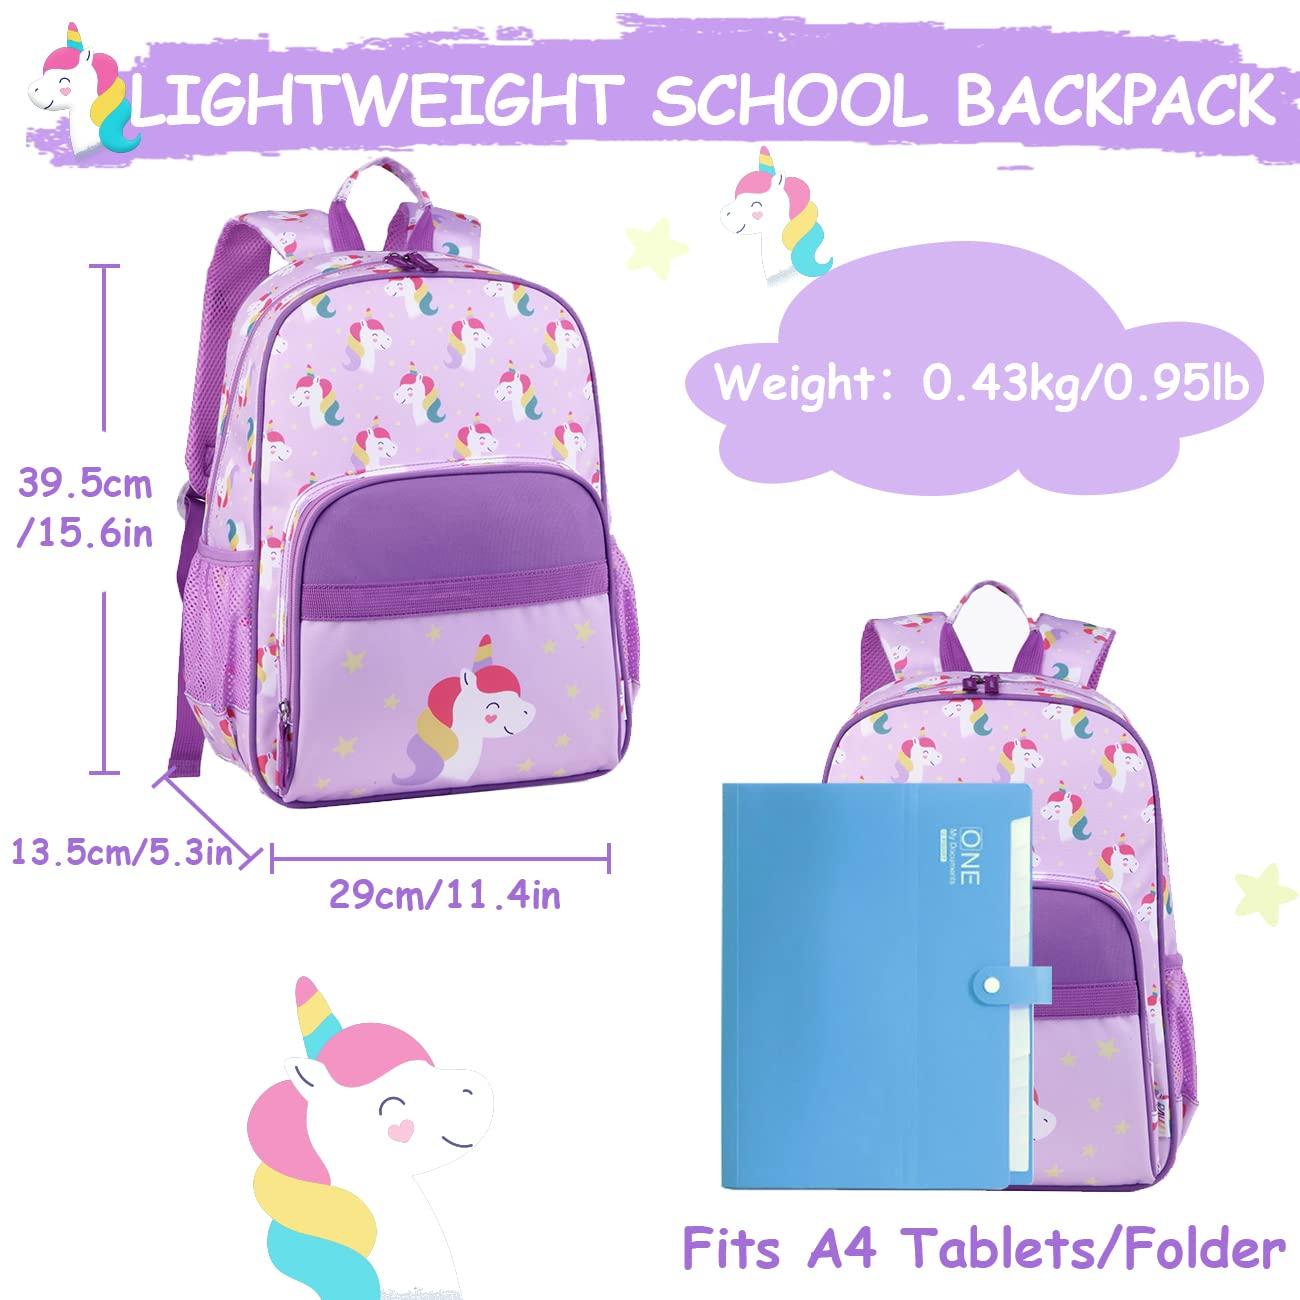 LIGHTWEIGHT SCHOOL BACKPACK
Weight: 0.43kg/0.95lb
39.5cm
/15.6in
13.5cm/5.3in
29cm/11.4in
ONE
My Documents
Fits A4 Tablets/Folder